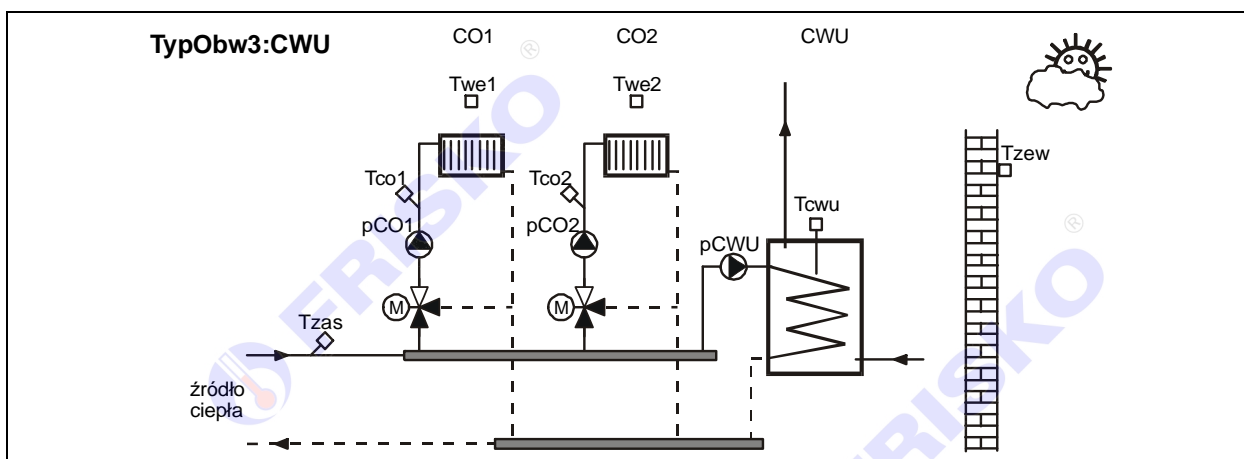 TypObw3:CWU
CO1
CO2
CWU
Twe1
Twe2
Tzew
Tco1
Tco2
Tcwu
pCO1
pCO2
pCWU
M
M
Tzas
źródło
ciepła
FRISKO ®
FRISKO ®